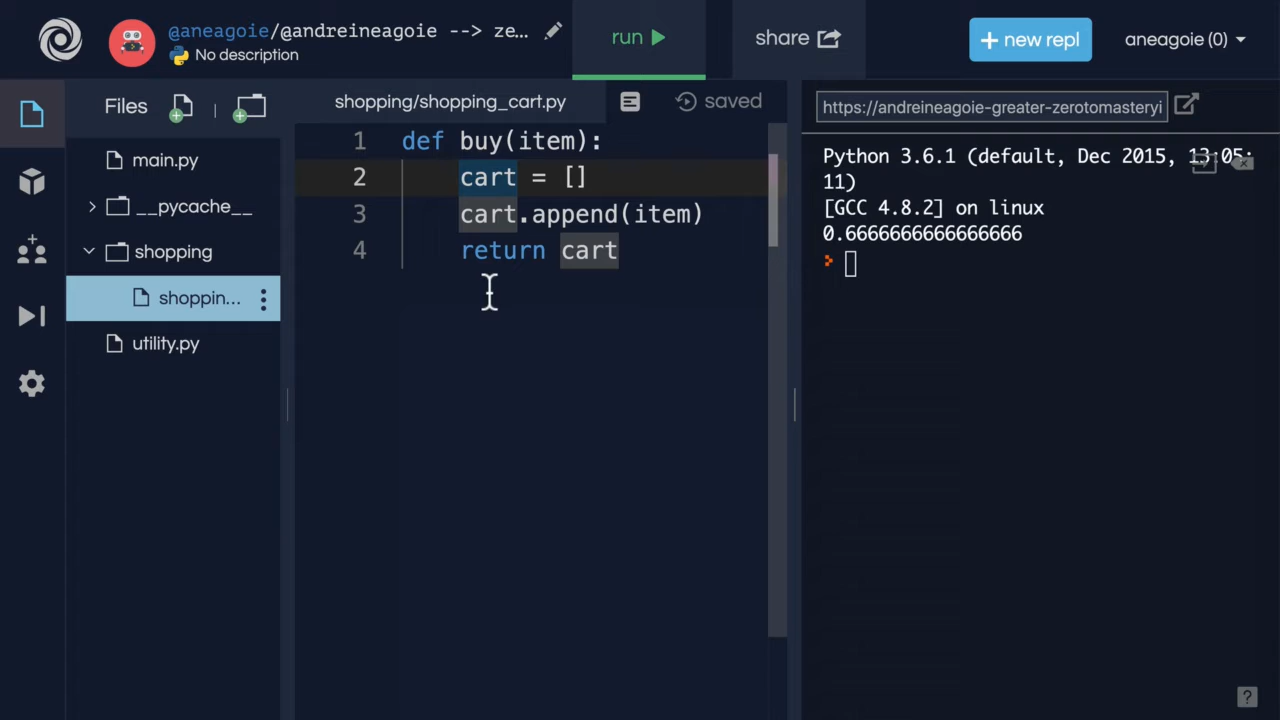 @aneagoie/@andreineagoie --> ze...
No description
run
share
+ new repl
aneagoie (0)
Files
shopping/shopping_cart.py
saved
https://andreineagoie-greater-zerotomasteryi
main.py
__pycache__
shopping
shoppin...
utility.py
1 def buy(item):
2 cart = []
3 cart.append(item)
4 return cart
Python 3.6.1 (default, Dec 2015, 13:05:
11)
[GCC 4.8.2] on linux
0.6666666666666666
?